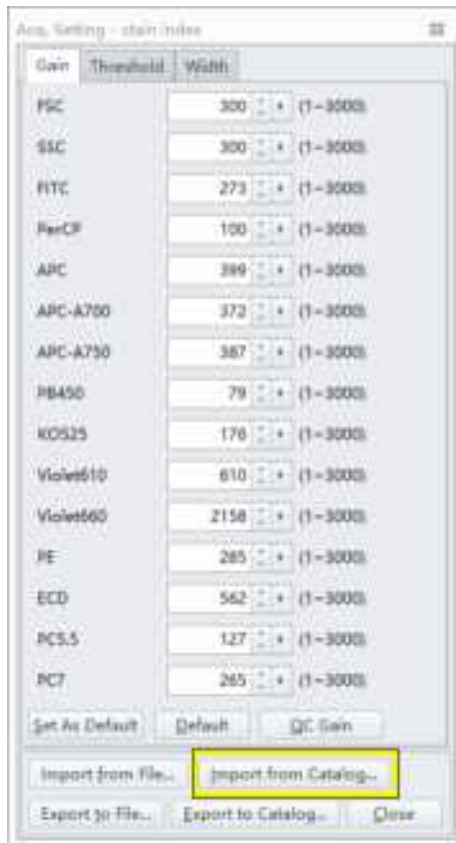 Acq. Setting - stain index
Gain Threshold Width
FSC 300 (1~3000)
SSC 300 (1~3000)
FITC 273 (1~3000)
PerCP 100 (1~3000)
APC 399 (1~3000)
APC-A700 372 (1~3000)
APC-A750 387 (1~3000)
PB450 79 (1~3000)
KO525 176 (1~3000)
Violet610 610 (1~3000)
Violet660 2158 (1~3000)
PE 265 (1~3000)
ECD 562 (1~3000)
PC5.5 127 (1~3000)
PC7 265 (1~3000)
Set As Default Default QC Gain
Import from File... Import from Catalog...
Export to File... Export to Catalog... Close